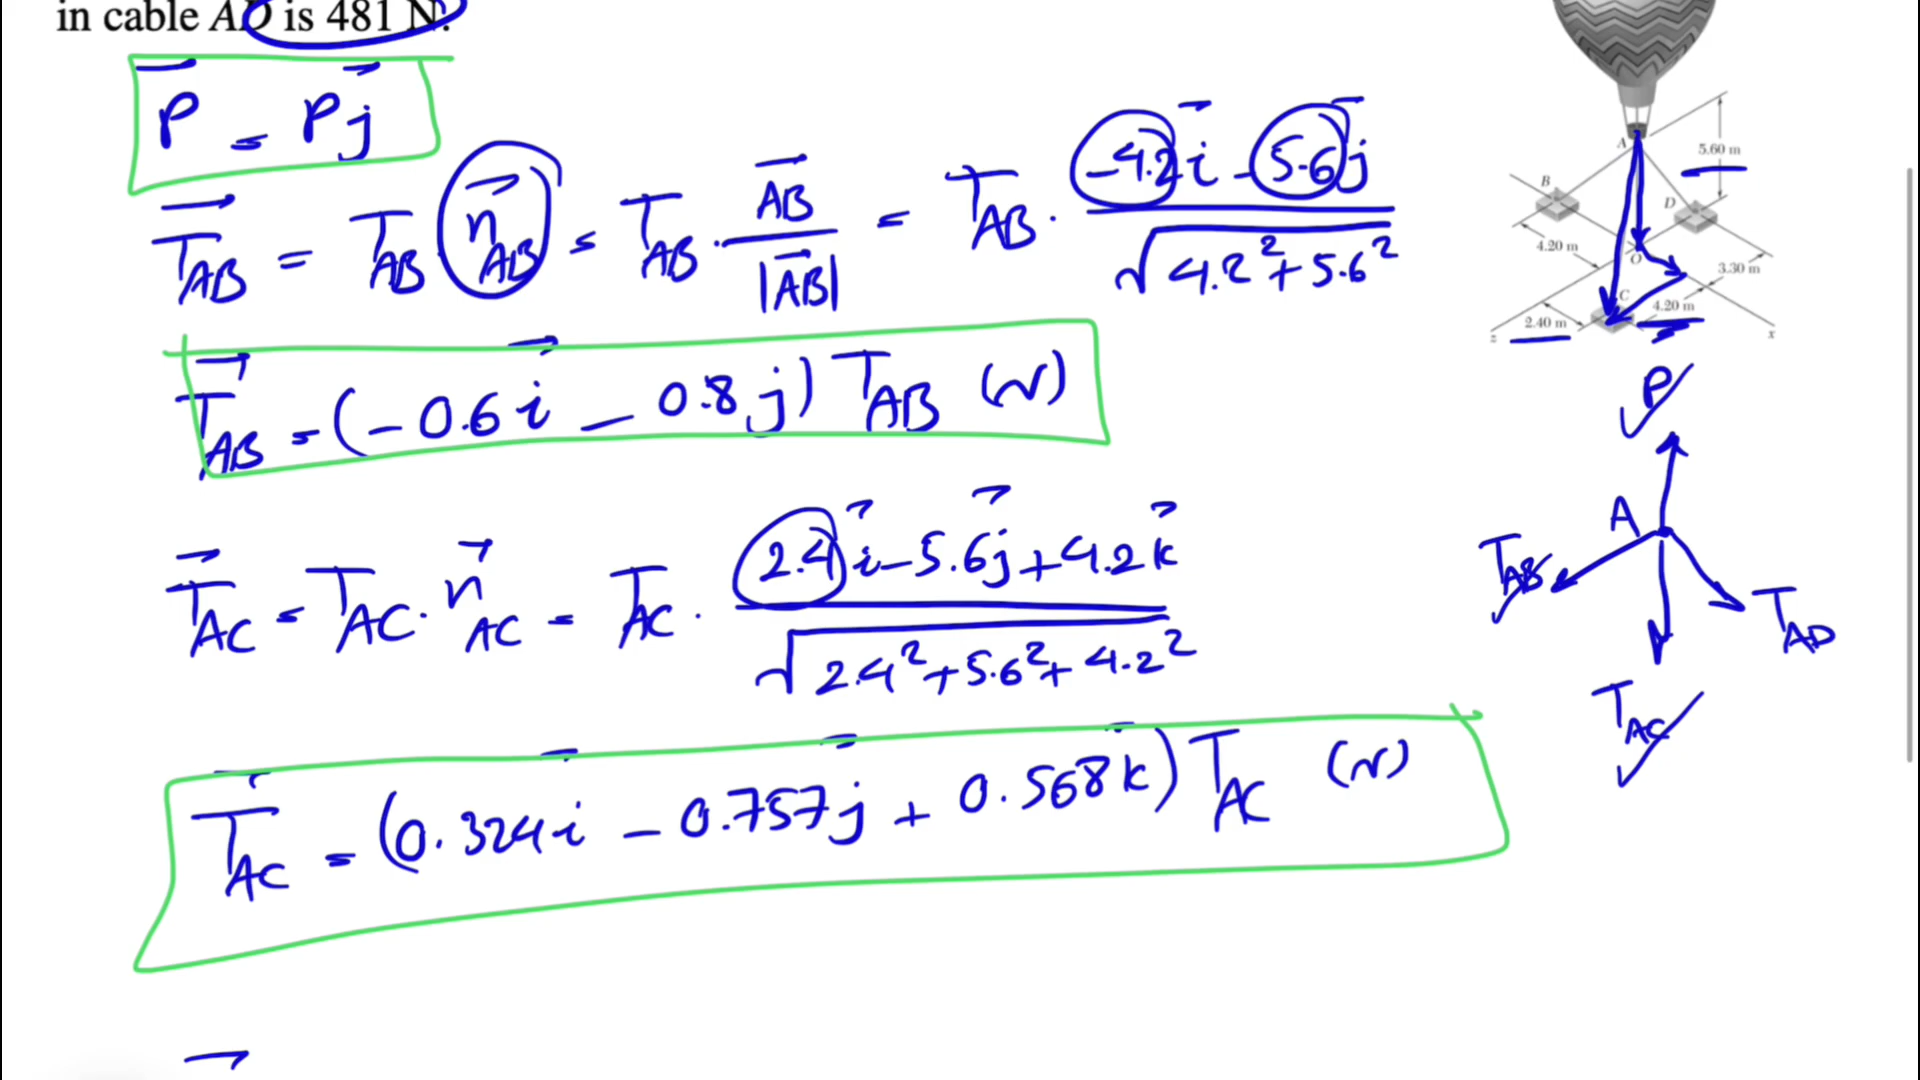 in cable AD is 481 N.
P = Pj
T_AB = T_AB n_AB = T_AB · AB / |AB| = T_AB · (-4.2i - 5.6j) / √(4.2² + 5.6²)
T_AB = (-0.6i - 0.8j) T_AB (N)
T_AC = T_AC · n_AC = T_AC · (2.4i - 5.6j + 4.2k) / √(2.4² + 5.6² + 4.2²)
T_AC = (0.324i - 0.757j + 0.568k) T_AC (N)
A
5.60 m
B
D
4.20 m
O
3.30 m
C
4.20 m
2.40 m
z
x
P
A
T_AB
T_AD
T_AC